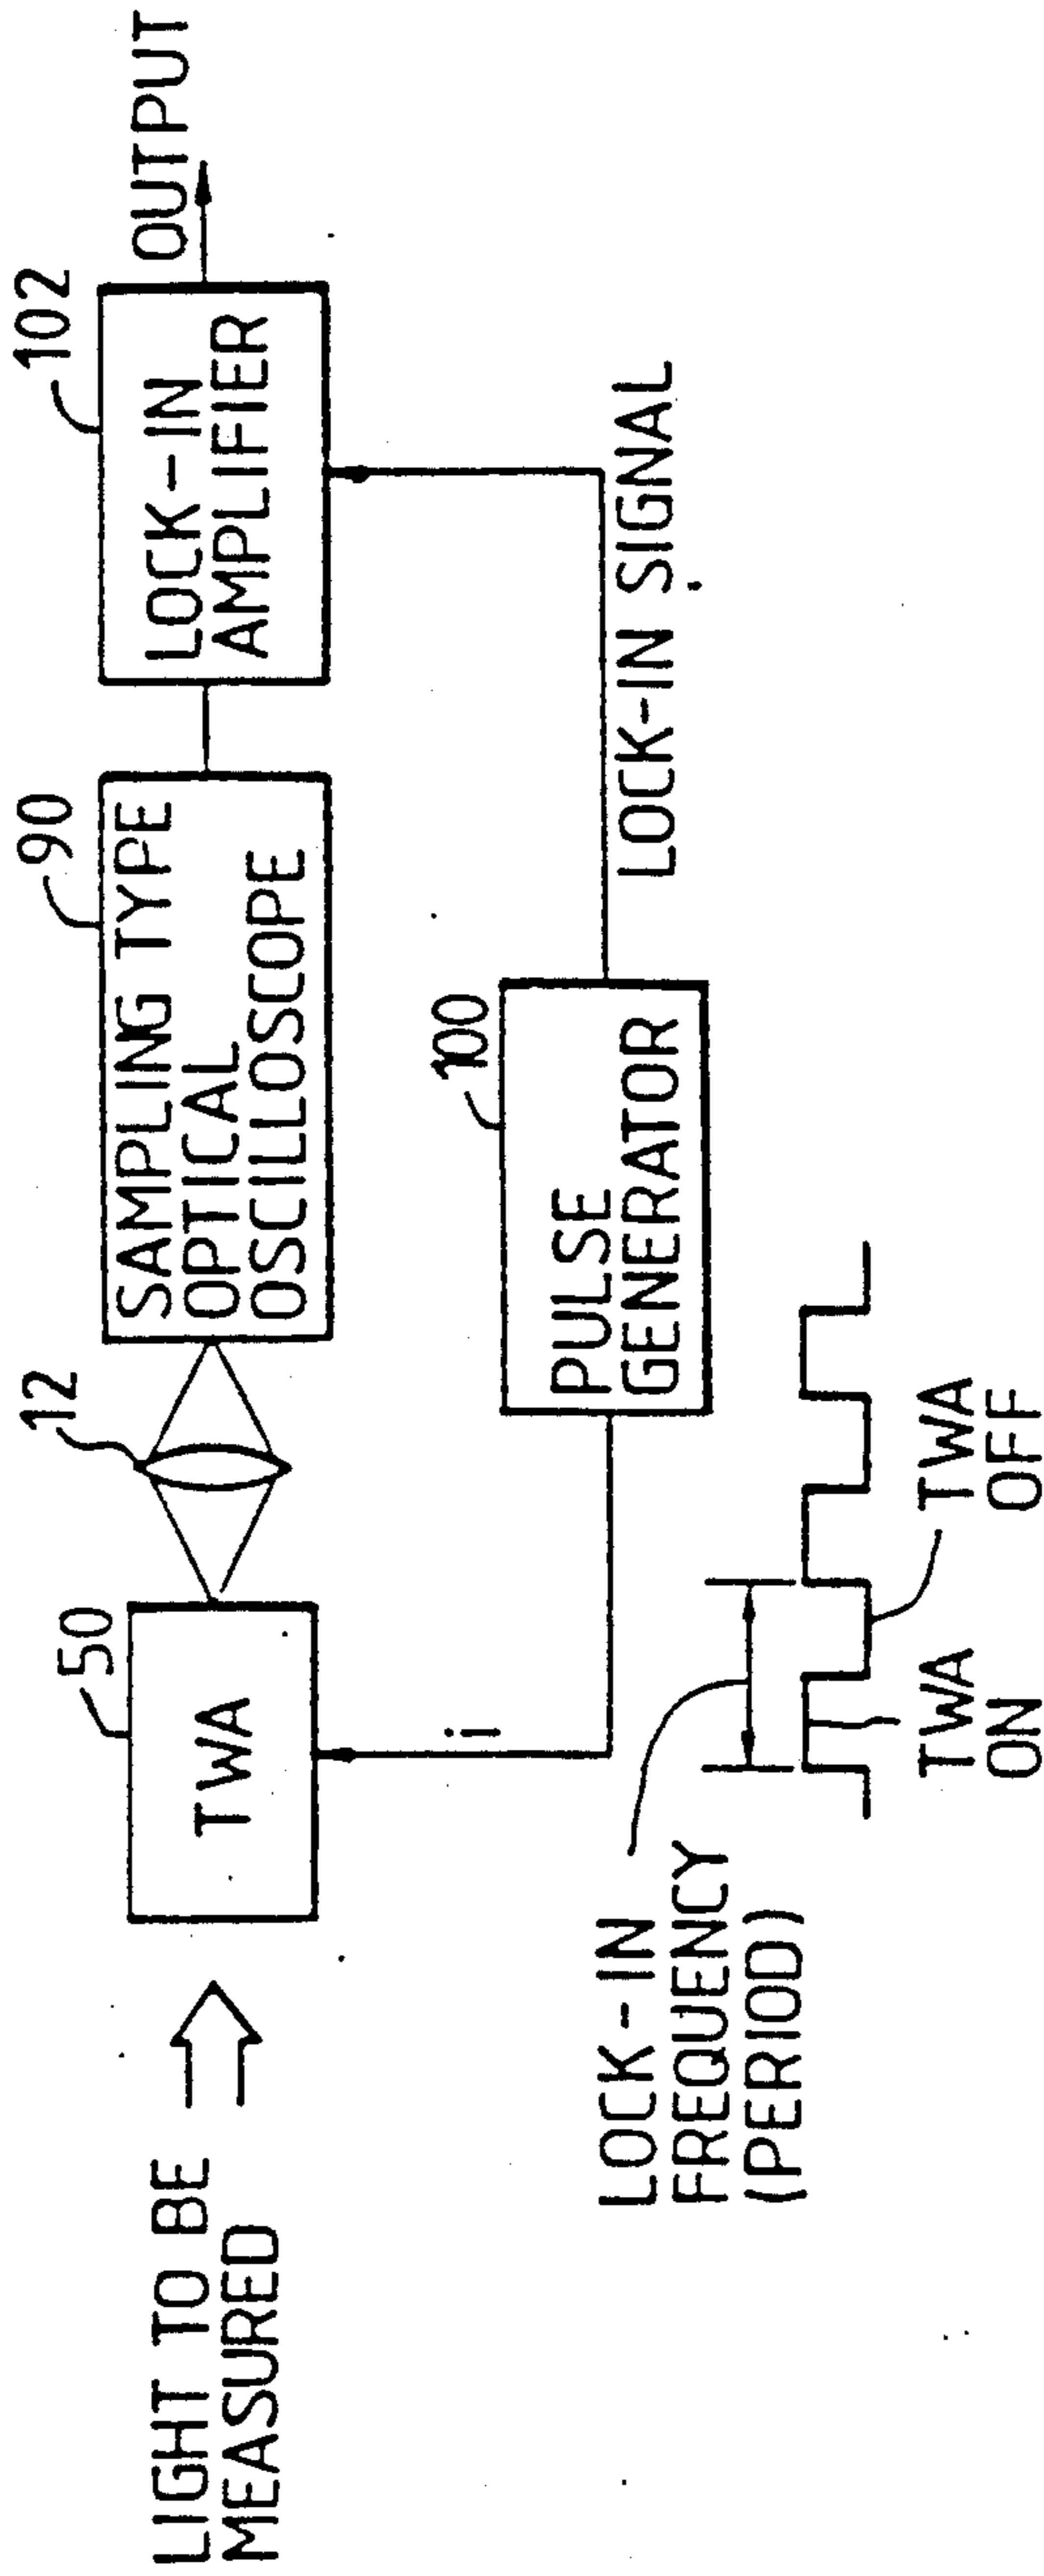 LIGHT TO BE
MEASURED
50
TWA
12
90
SAMPLING TYPE
OPTICAL
OSCILLOSCOPE
102
LOCK-IN
AMPLIFIER
OUTPUT
i
100
PULSE
GENERATOR
LOCK-IN SIGNAL
LOCK-IN
FREQUENCY
(PERIOD)
TWA
ON
TWA
OFF